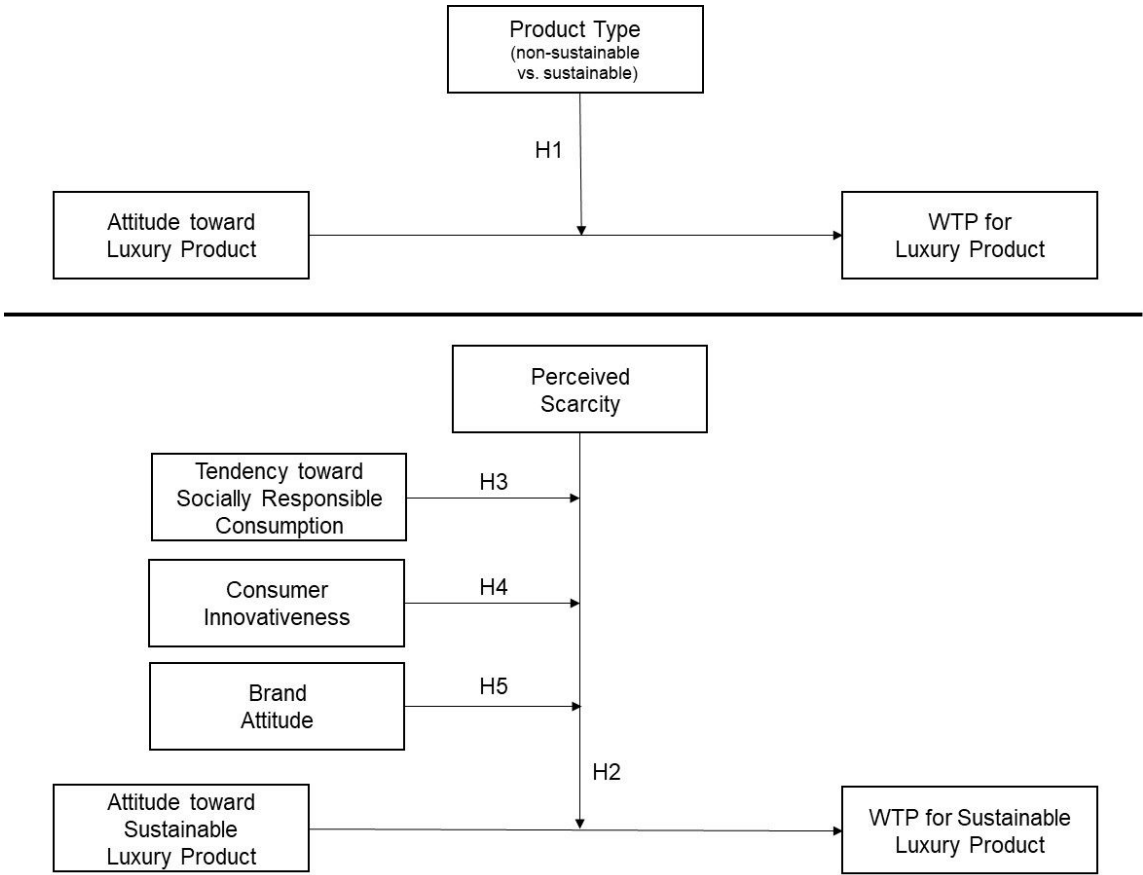 Product Type
(non-sustainable
vs. sustainable)
H1
Attitude toward
Luxury Product
WTP for
Luxury Product
Perceived
Scarcity
Tendency toward
Socially Responsible
Consumption
H3
Consumer
Innovativeness
H4
Brand
Attitude
H5
H2
Attitude toward
Sustainable
Luxury Product
WTP for Sustainable
Luxury Product